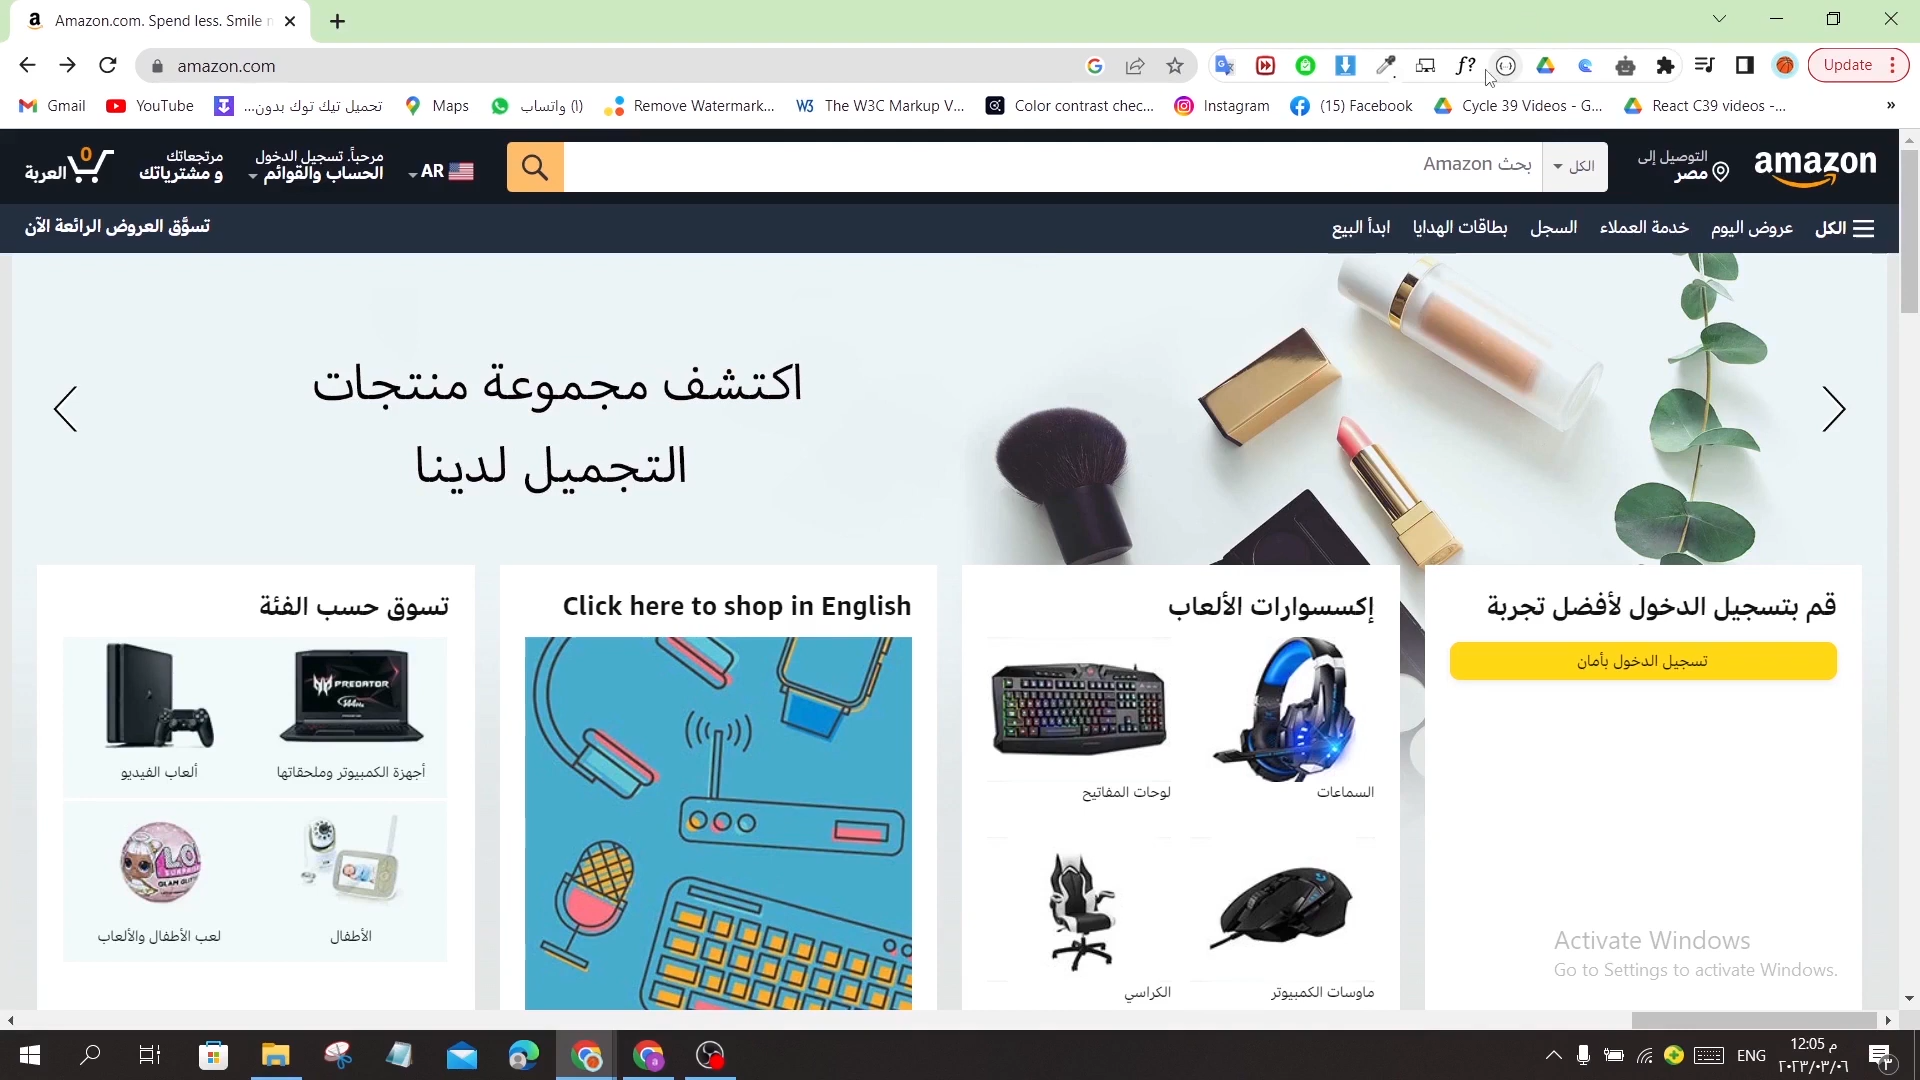 Amazon.com. Spend less. Smile
amazon.com
Update
Gmail
YouTube
تحميل تيك توك بدون...
Maps
(١) واتساب
Remove Watermark...
The W3C Markup V...
Color contrast chec...
Instagram
(15) Facebook
Cycle 39 Videos - G...
React C39 videos -...
»
amazon
التوصيل إلى
مصر
الكل
بحث Amazon
AR
مرحباً. تسجيل الدخول
الحساب والقوائم
مرتجعاتك
و مشترياتك
0
العربة
الكل
عروض اليوم
خدمة العملاء
السجل
بطاقات الهدايا
ابدأ البيع
تسوَّق العروض الرائعة الآن
اكتشف مجموعة منتجات
التجميل لدينا
قم بتسجيل الدخول لأفضل تجربة
تسجيل الدخول بأمان
إكسسوارات الألعاب
السماعات
لوحات المفاتيح
ماوسات الكمبيوتر
الكراسي
Click here to shop in English
تسوق حسب الفئة
PREDATOR
أجهزة الكمبيوتر وملحقاتها
ألعاب الفيديو
الأطفال
لعب الأطفال والألعاب
Activate Windows
Go to Settings to activate Windows.
ENG
12:05 م
٢٠٢٣/٠٣/٠٦
٣